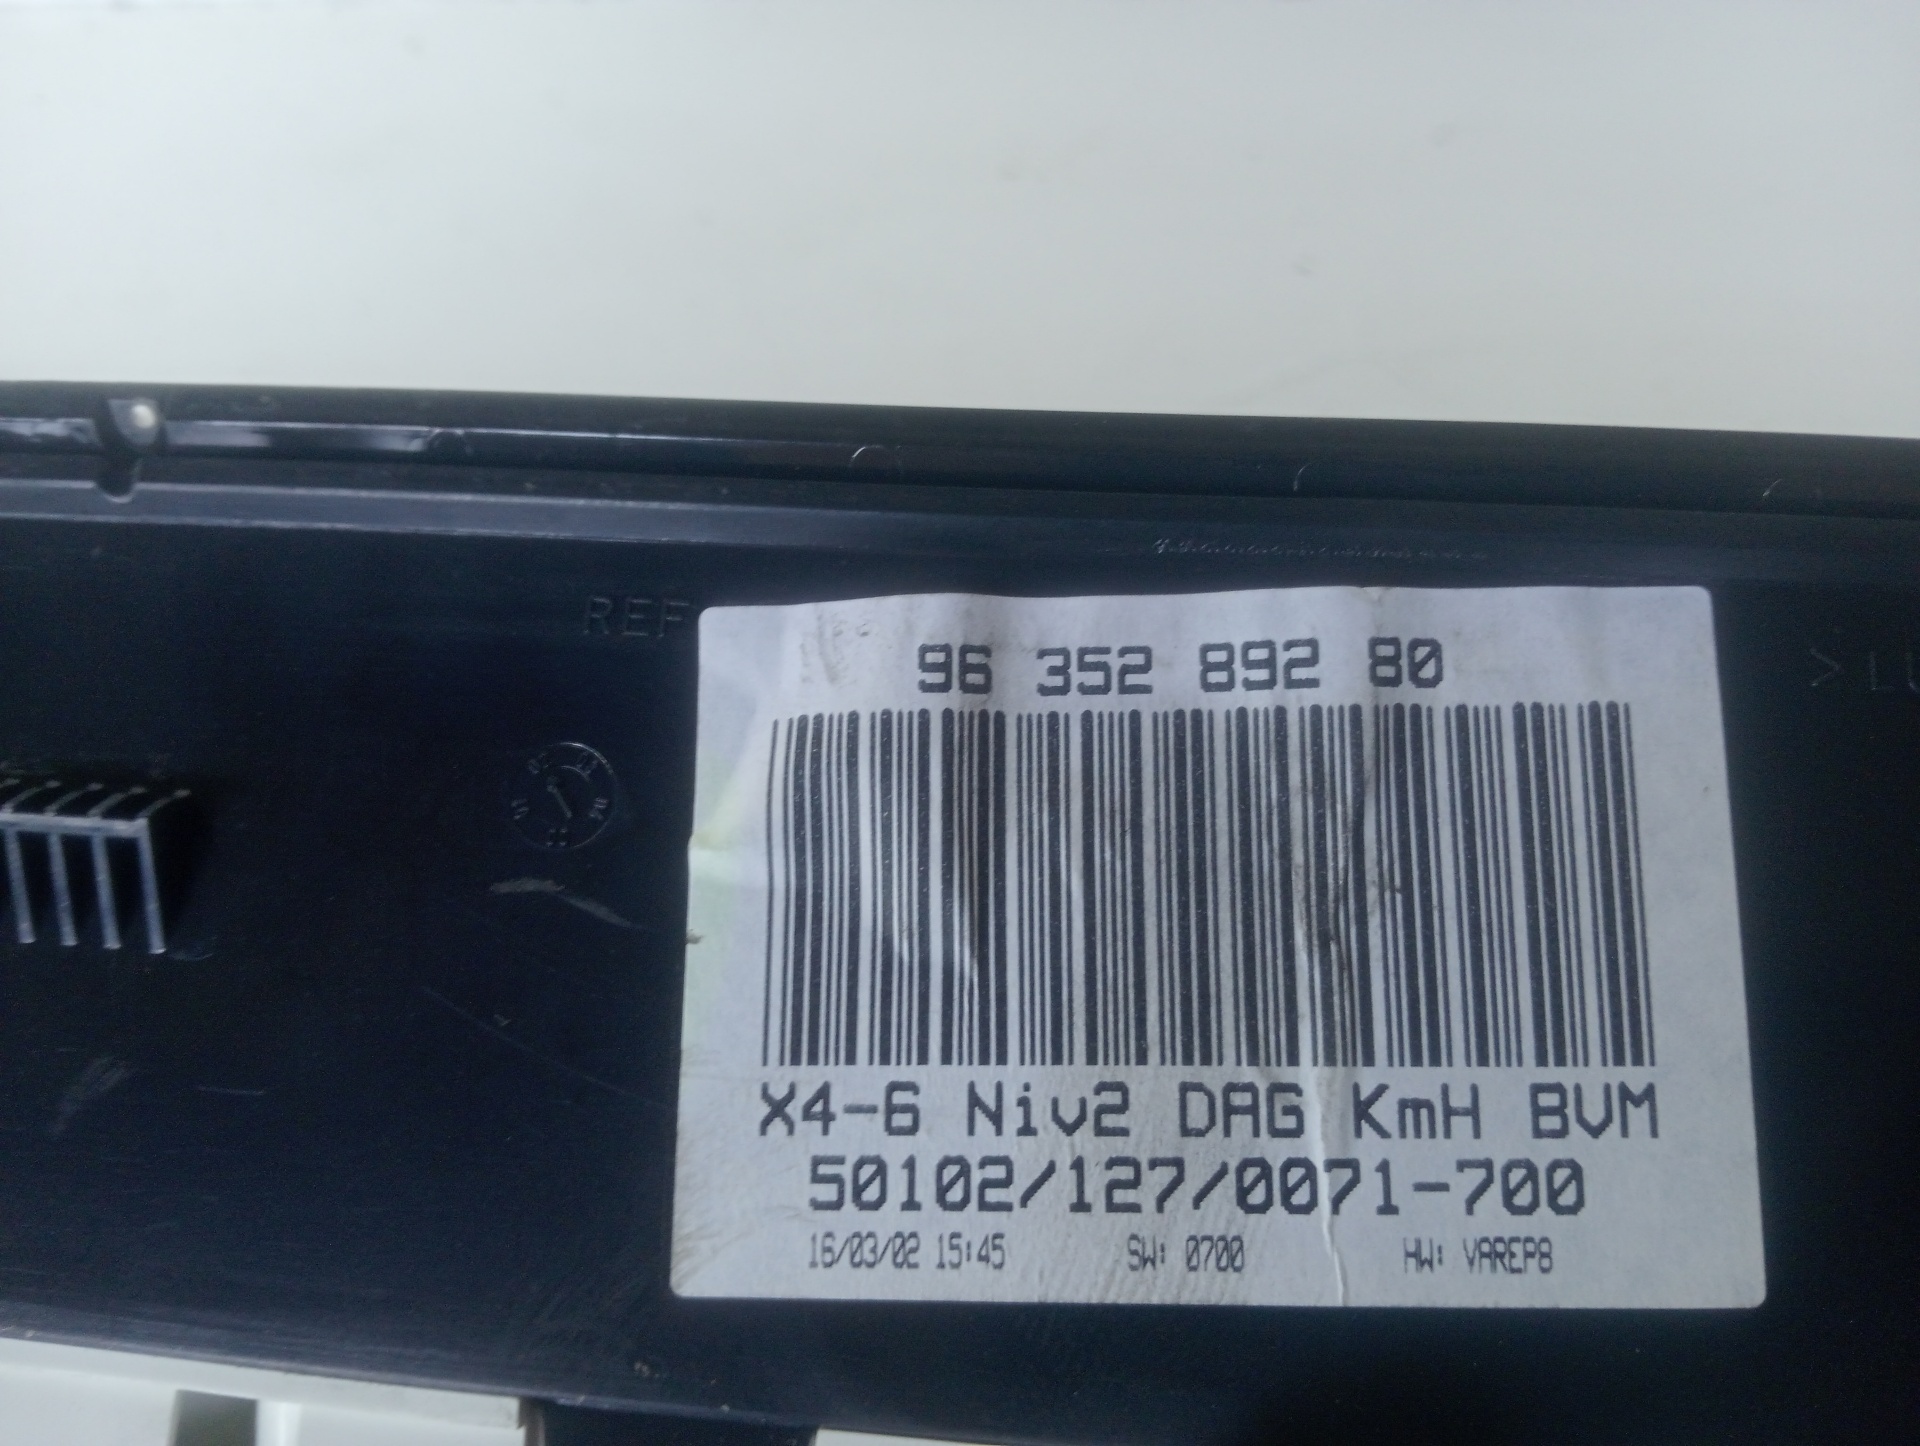 REF
96 352 892 80
X4-6 Niv2 DAG KmH BVM
50102/127/0071-700
16/03/02 15:45 SW: 0700 HW: VAREP8